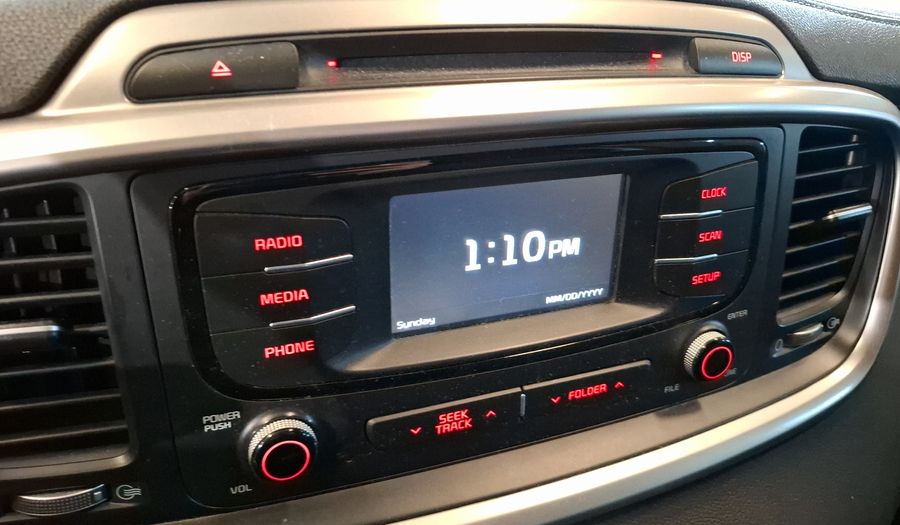 DISP
RADIO
MEDIA
PHONE
1:10PM
Sunday
MM/DD/YYYY
CLOCK
SCAN
SETUP
POWER
PUSH
VOL
SEEK
TRACK
FOLDER
FILE
ENTER